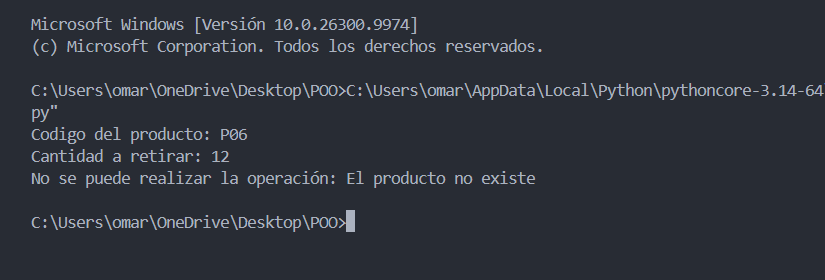 Microsoft Windows [Versión 10.0.26300.9974]
(c) Microsoft Corporation. Todos los derechos reservados.
C:\Users\omar\OneDrive\Desktop\POO>C:\Users\omar\AppData\Local\Python\pythoncore-3.14-64
py"
Codigo del producto: P06
Cantidad a retirar: 12
No se puede realizar la operación: El producto no existe
C:\Users\omar\OneDrive\Desktop\POO>